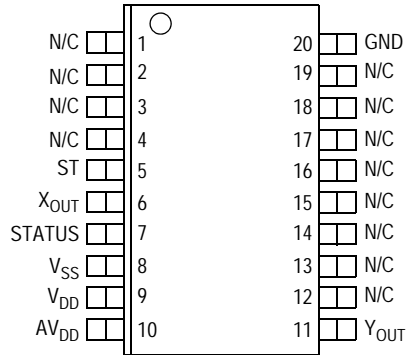 N/C 1 20 GND
N/C 2 19 N/C
N/C 3 18 N/C
N/C 4 17 N/C
ST 5 16 N/C
XOUT 6 15 N/C
STATUS 7 14 N/C
VSS 8 13 N/C
VDD 9 12 N/C
AVDD 10 11 YOUT